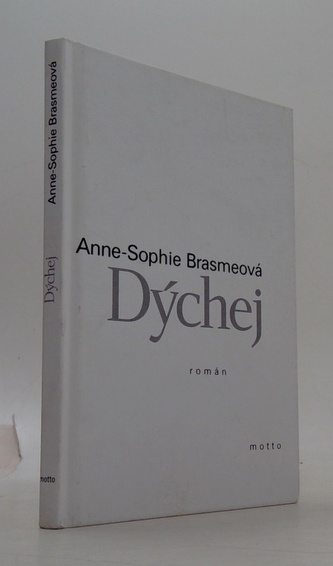 Anne-Sophie Brasmeová
Dýchej
motto
Anne-Sophie Brasmeová
Dýchej
román
motto